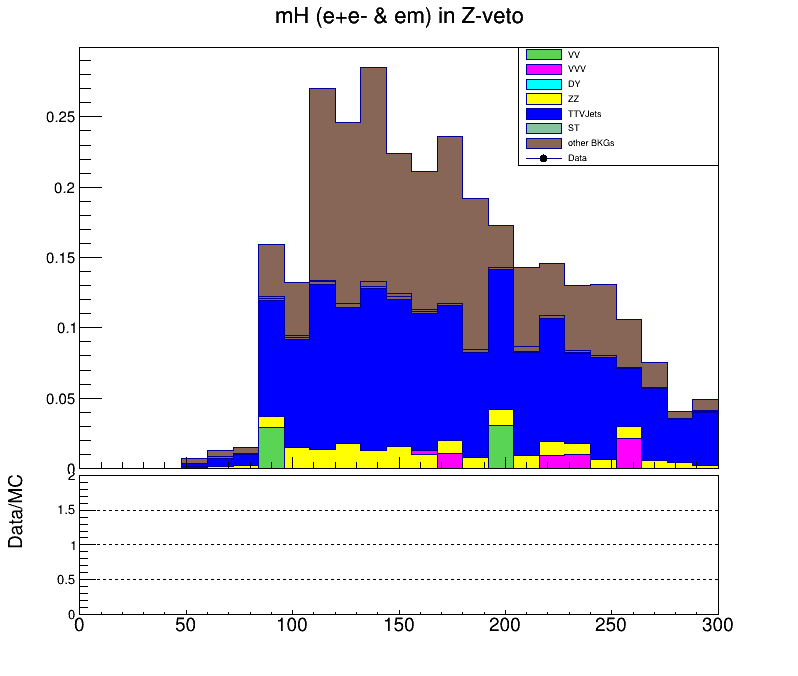 mH (e+e- & em) in Z-veto
VV
VVV
DY
ZZ
TTVJets
ST
other BKGs
Data
0.25
0.2
0.15
0.1
0.05
0
2
1.5
1
0.5
0
Data/MC
0 50 100 150 200 250 300